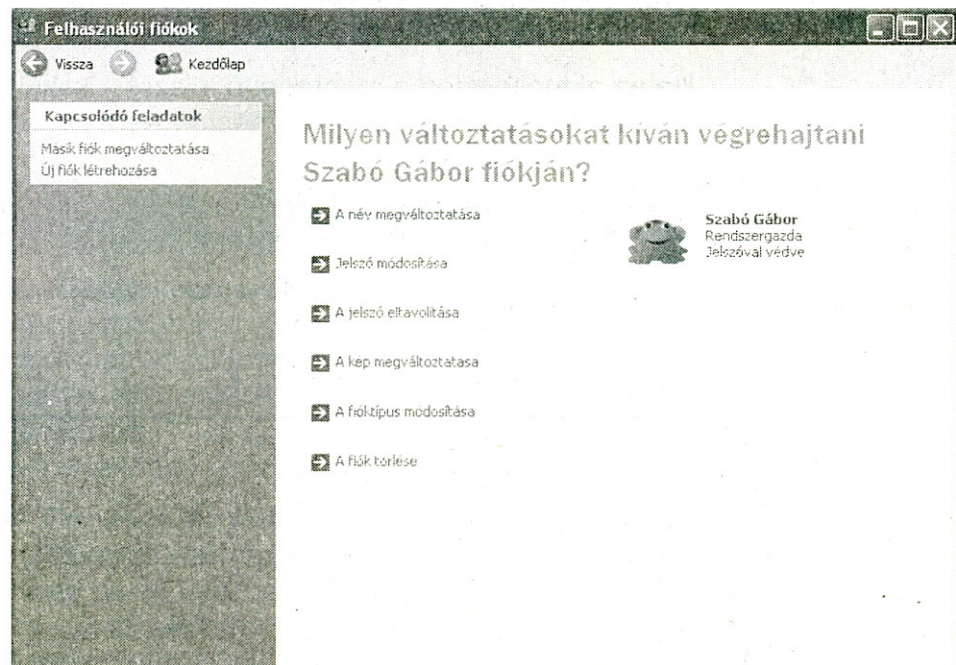 Felhasználói fiókok
Vissza
Kezdőlap
Kapcsolódó feladatok
Másik fiók megváltoztatása
Új fiók létrehozása
Milyen változtatásokat kíván végrehajtani
Szabó Gábor fiókján?
A név megváltoztatása
Jelszó módosítása
A jelszó eltávolítása
A kép megváltoztatása
A fióktípus módosítása
A fiók törlése
Szabó Gábor
Rendszergazda
Jelszóval védve